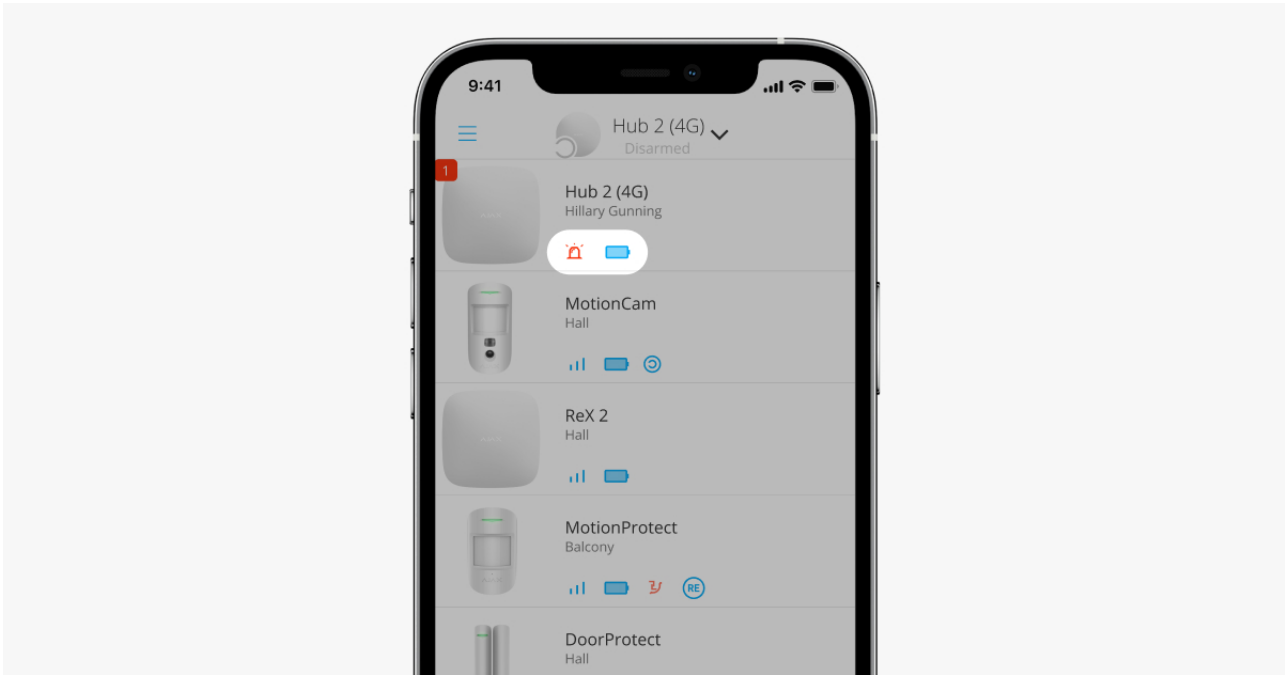 9:41
Hub 2 (4G)
Disarmed
1
Hub 2 (4G)
Hillary Gunning
MotionCam
Hall
ReX 2
Hall
MotionProtect
Balcony
RE
DoorProtect
Hall